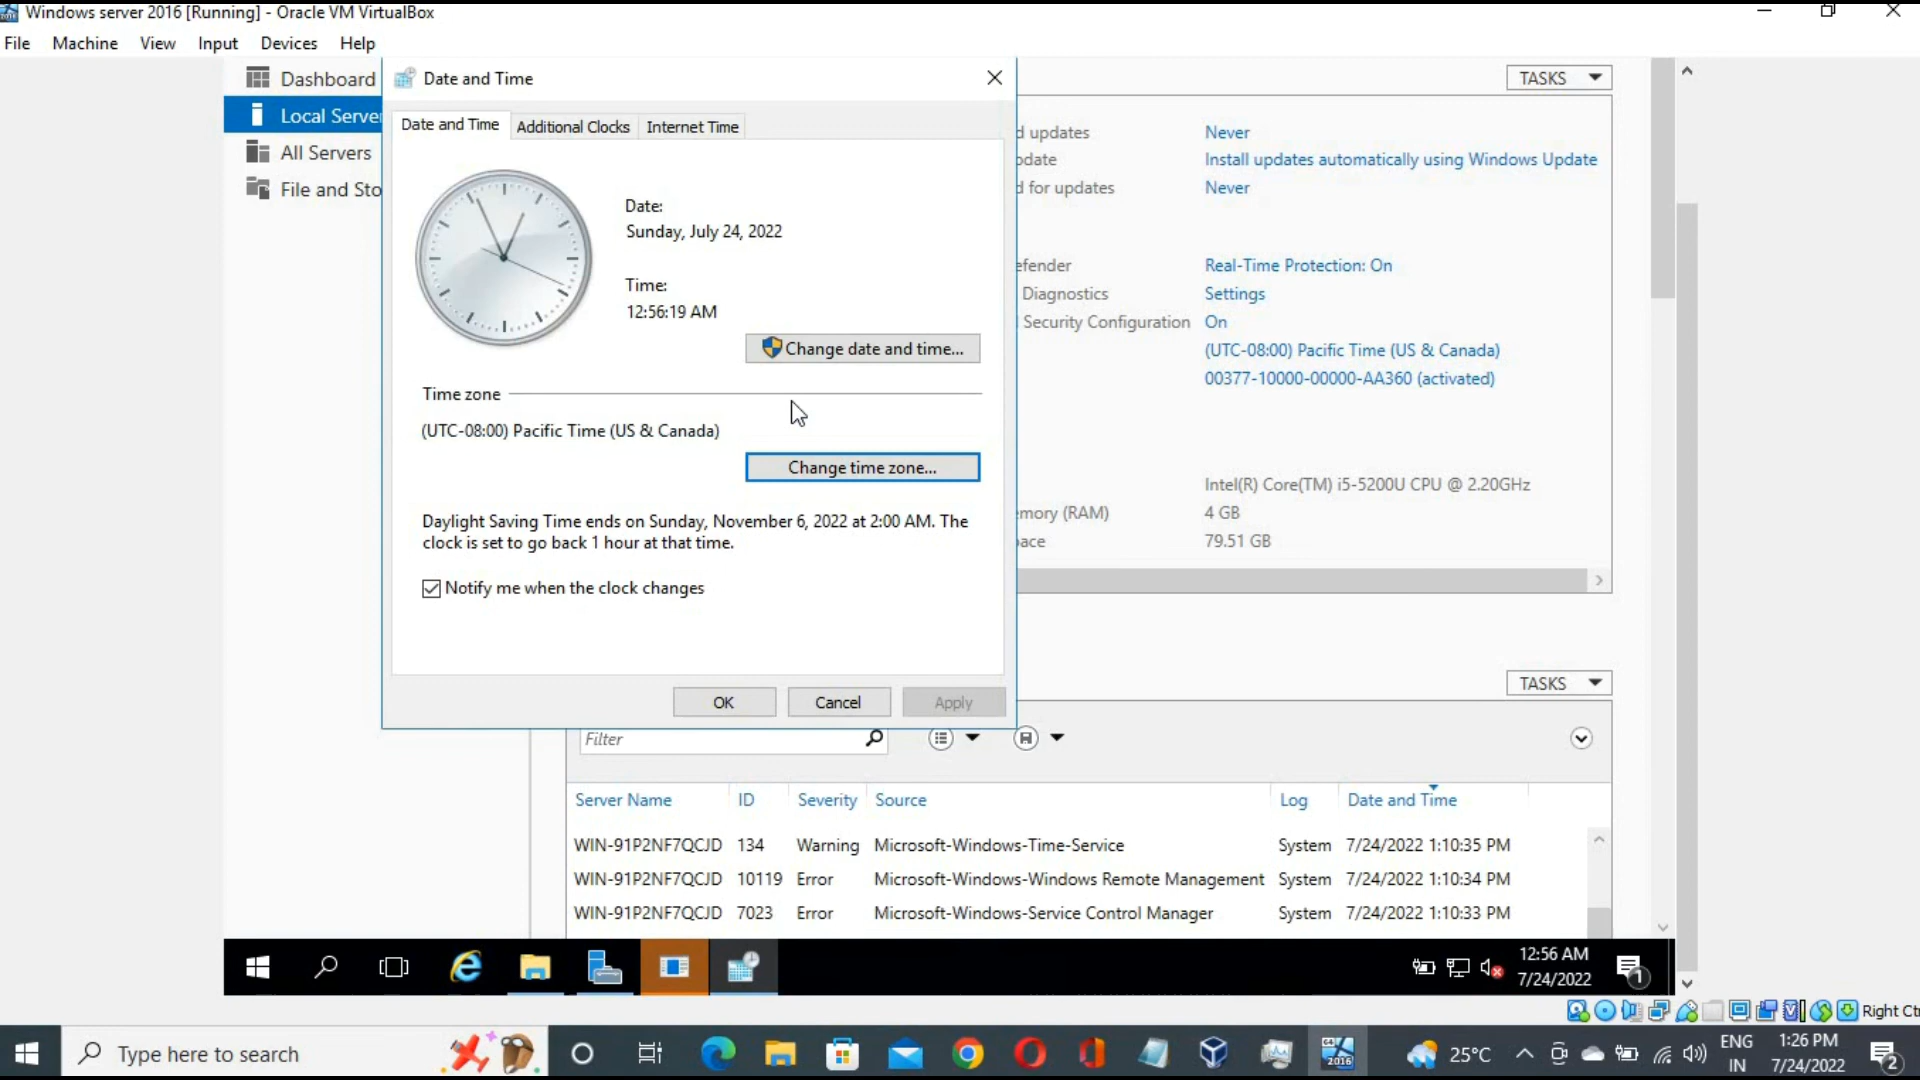 Windows server 2016 [Running] - Oracle VM VirtualBox
File Machine View Input Devices Help
Dashboard
Local Serve
All Servers
File and Sto
Date and Time
Date and Time Additional Clocks Internet Time
Date:
Sunday, July 24, 2022
Time:
12:56:19 AM
Change date and time...
Time zone
(UTC-08:00) Pacific Time (US & Canada)
Change time zone...
Daylight Saving Time ends on Sunday, November 6, 2022 at 2:00 AM. The
clock is set to go back 1 hour at that time.
Notify me when the clock changes
OK Cancel Apply
TASKS
d updates Never
pdate Install updates automatically using Windows Update
d for updates Never
efender Real-Time Protection: On
Diagnostics Settings
Security Configuration On
(UTC-08:00) Pacific Time (US & Canada)
00377-10000-00000-AA360 (activated)
Intel(R) Core(TM) i5-5200U CPU @ 2.20GHz
emory (RAM) 4 GB
pace 79.51 GB
TASKS
Filter
Server Name ID Severity Source Log Date and Time
WIN-91P2NF7QCJD 134 Warning Microsoft-Windows-Time-Service System 7/24/2022 1:10:35 PM
WIN-91P2NF7QCJD 10119 Error Microsoft-Windows-Windows Remote Management System 7/24/2022 1:10:34 PM
WIN-91P2NF7QCJD 7023 Error Microsoft-Windows-Service Control Manager System 7/24/2022 1:10:33 PM
12:56 AM
7/24/2022
1
Right Ct
Type here to search
2016
25°C
ENG
IN
1:26 PM
7/24/2022
2